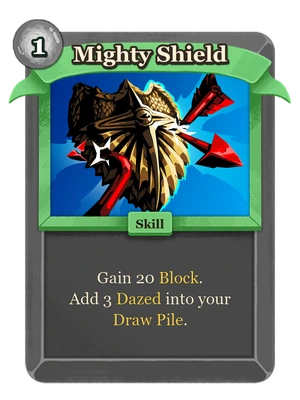 1
Mighty Shield
Skill
Gain 20 Block.
Add 3 Dazed into your
Draw Pile.